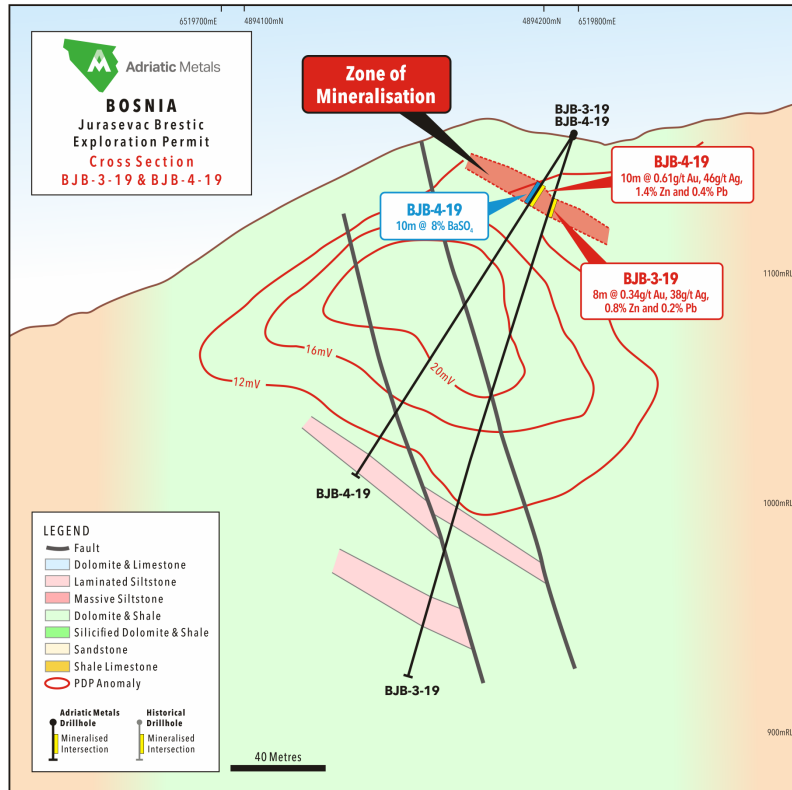 6519700mE
4894100mN
4894200mN
6519800mE
Adriatic Metals
BOSNIA
Jurasevac Brestic
Exploration Permit
Cross Section
BJB-3-19 & BJB-4-19
Zone of
Mineralisation
BJB-3-19
BJB-4-19
BJB-4-19
10m @ 0.61g/t Au, 46g/t Ag,
1.4% Zn and 0.4% Pb
BJB-4-19
10m @ 8% BaSO₄
BJB-3-19
8m @ 0.34g/t Au, 38g/t Ag,
0.8% Zn and 0.2% Pb
1100mRL
16mV
20mV
12mV
BJB-4-19
1000mRL
LEGEND
Fault
Dolomite & Limestone
Laminated Siltstone
Massive Siltstone
Dolomite & Shale
Silicified Dolomite & Shale
Sandstone
Shale Limestone
PDP Anomaly
Adriatic Metals
Drillhole
Mineralised
Intersection
Historical
Drillhole
Mineralised
Intersection
BJB-3-19
900mRL
40 Metres